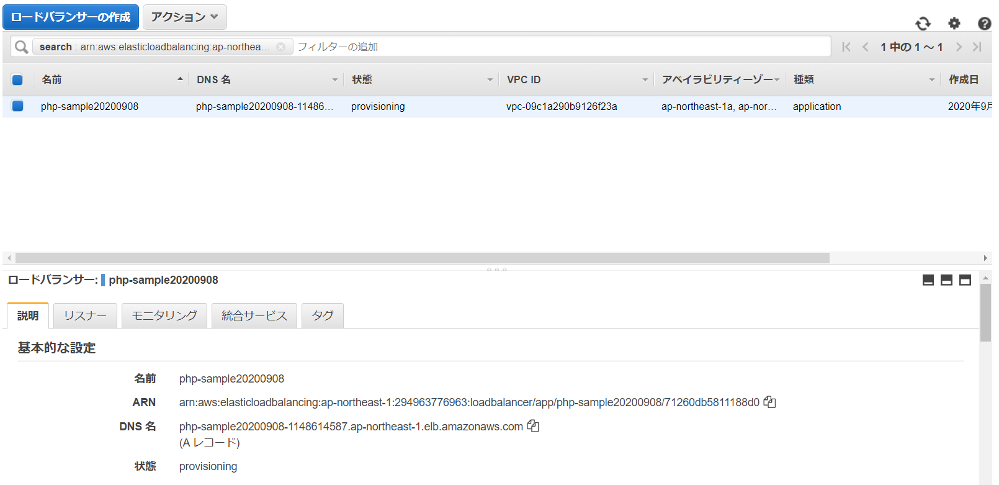 ロードバランサーの作成 アクション
search : arn:aws:elasticloadbalancing:ap-northea… フィルターの追加 1 中の 1 ～ 1
名前 DNS 名 状態 VPC ID アベイラビリティーゾー 種類 作成日
php-sample20200908 php-sample20200908-11486… provisioning vpc-09c1a290b9126f23a ap-northeast-1a, ap-nor… application 2020年9月
ロードバランサー: php-sample20200908
説明 リスナー モニタリング 統合サービス タグ
基本的な設定
名前 php-sample20200908
ARN arn:aws:elasticloadbalancing:ap-northeast-1:294963776963:loadbalancer/app/php-sample20200908/71260db5811188d0
DNS 名 php-sample20200908-1148614587.ap-northeast-1.elb.amazonaws.com
(A レコード)
状態 provisioning